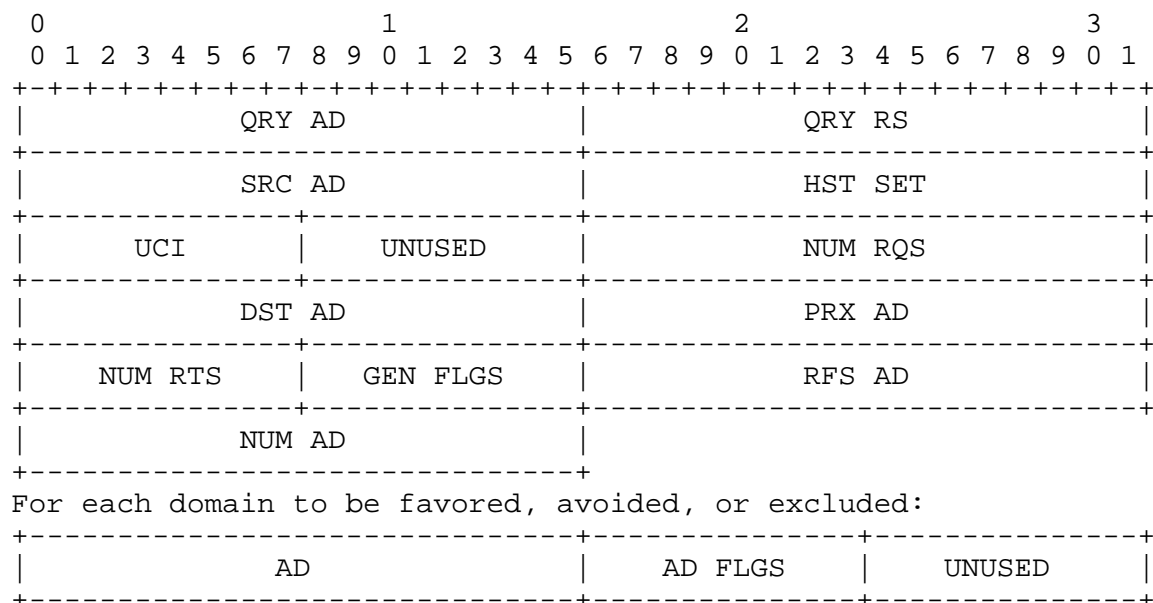 0                   1                   2                   3
 0 1 2 3 4 5 6 7 8 9 0 1 2 3 4 5 6 7 8 9 0 1 2 3 4 5 6 7 8 9 0 1
+-+-+-+-+-+-+-+-+-+-+-+-+-+-+-+-+-+-+-+-+-+-+-+-+-+-+-+-+-+-+-+-+
|            QRY AD             |            QRY RS             |
+-------------------------------+-------------------------------+
|            SRC AD             |            HST SET            |
+---------------+---------------+-------------------------------+
|      UCI      |    UNUSED     |            NUM RQS            |
+---------------+---------------+-------------------------------+
|            DST AD             |            PRX AD             |
+---------------+---------------+-------------------------------+
|    NUM RTS    |   GEN FLGS    |            RFS AD             |
+---------------+---------------+-------------------------------+
|            NUM AD             |
+-------------------------------+
For each domain to be favored, avoided, or excluded:
+-------------------------------+---------------+---------------+
|              AD               |    AD FLGS    |    UNUSED     |
+-------------------------------+---------------+---------------+